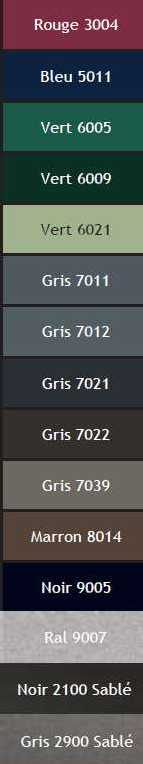 Rouge 3004
Bleu 5011
Vert 6005
Vert 6009
Vert 6021
Gris 7011
Gris 7012
Gris 7021
Gris 7022
Gris 7039
Marron 8014
Noir 9005
Ral 9007
Noir 2100 Sablé
Gris 2900 Sablé